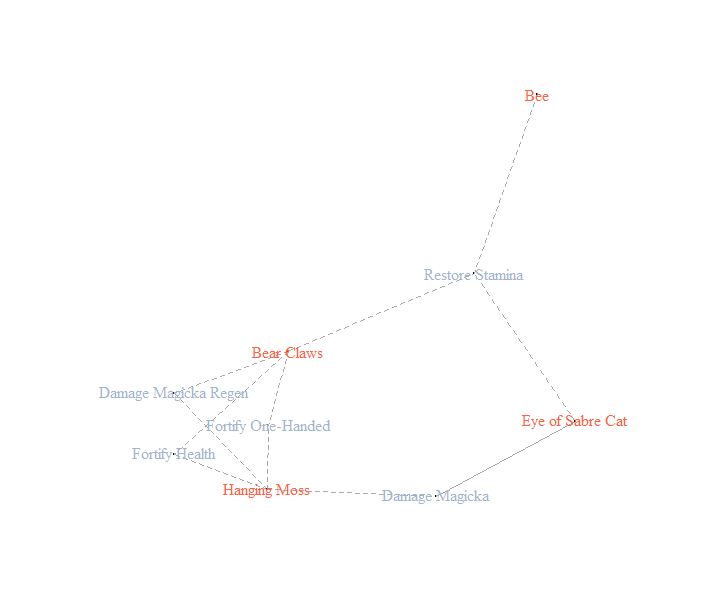 Bee
Restore Stamina
Bear Claws
Damage Magicka Regen
Eye of Sabre Cat
Fortify One-Handed
Fortify Health
Hanging Moss
Damage Magicka